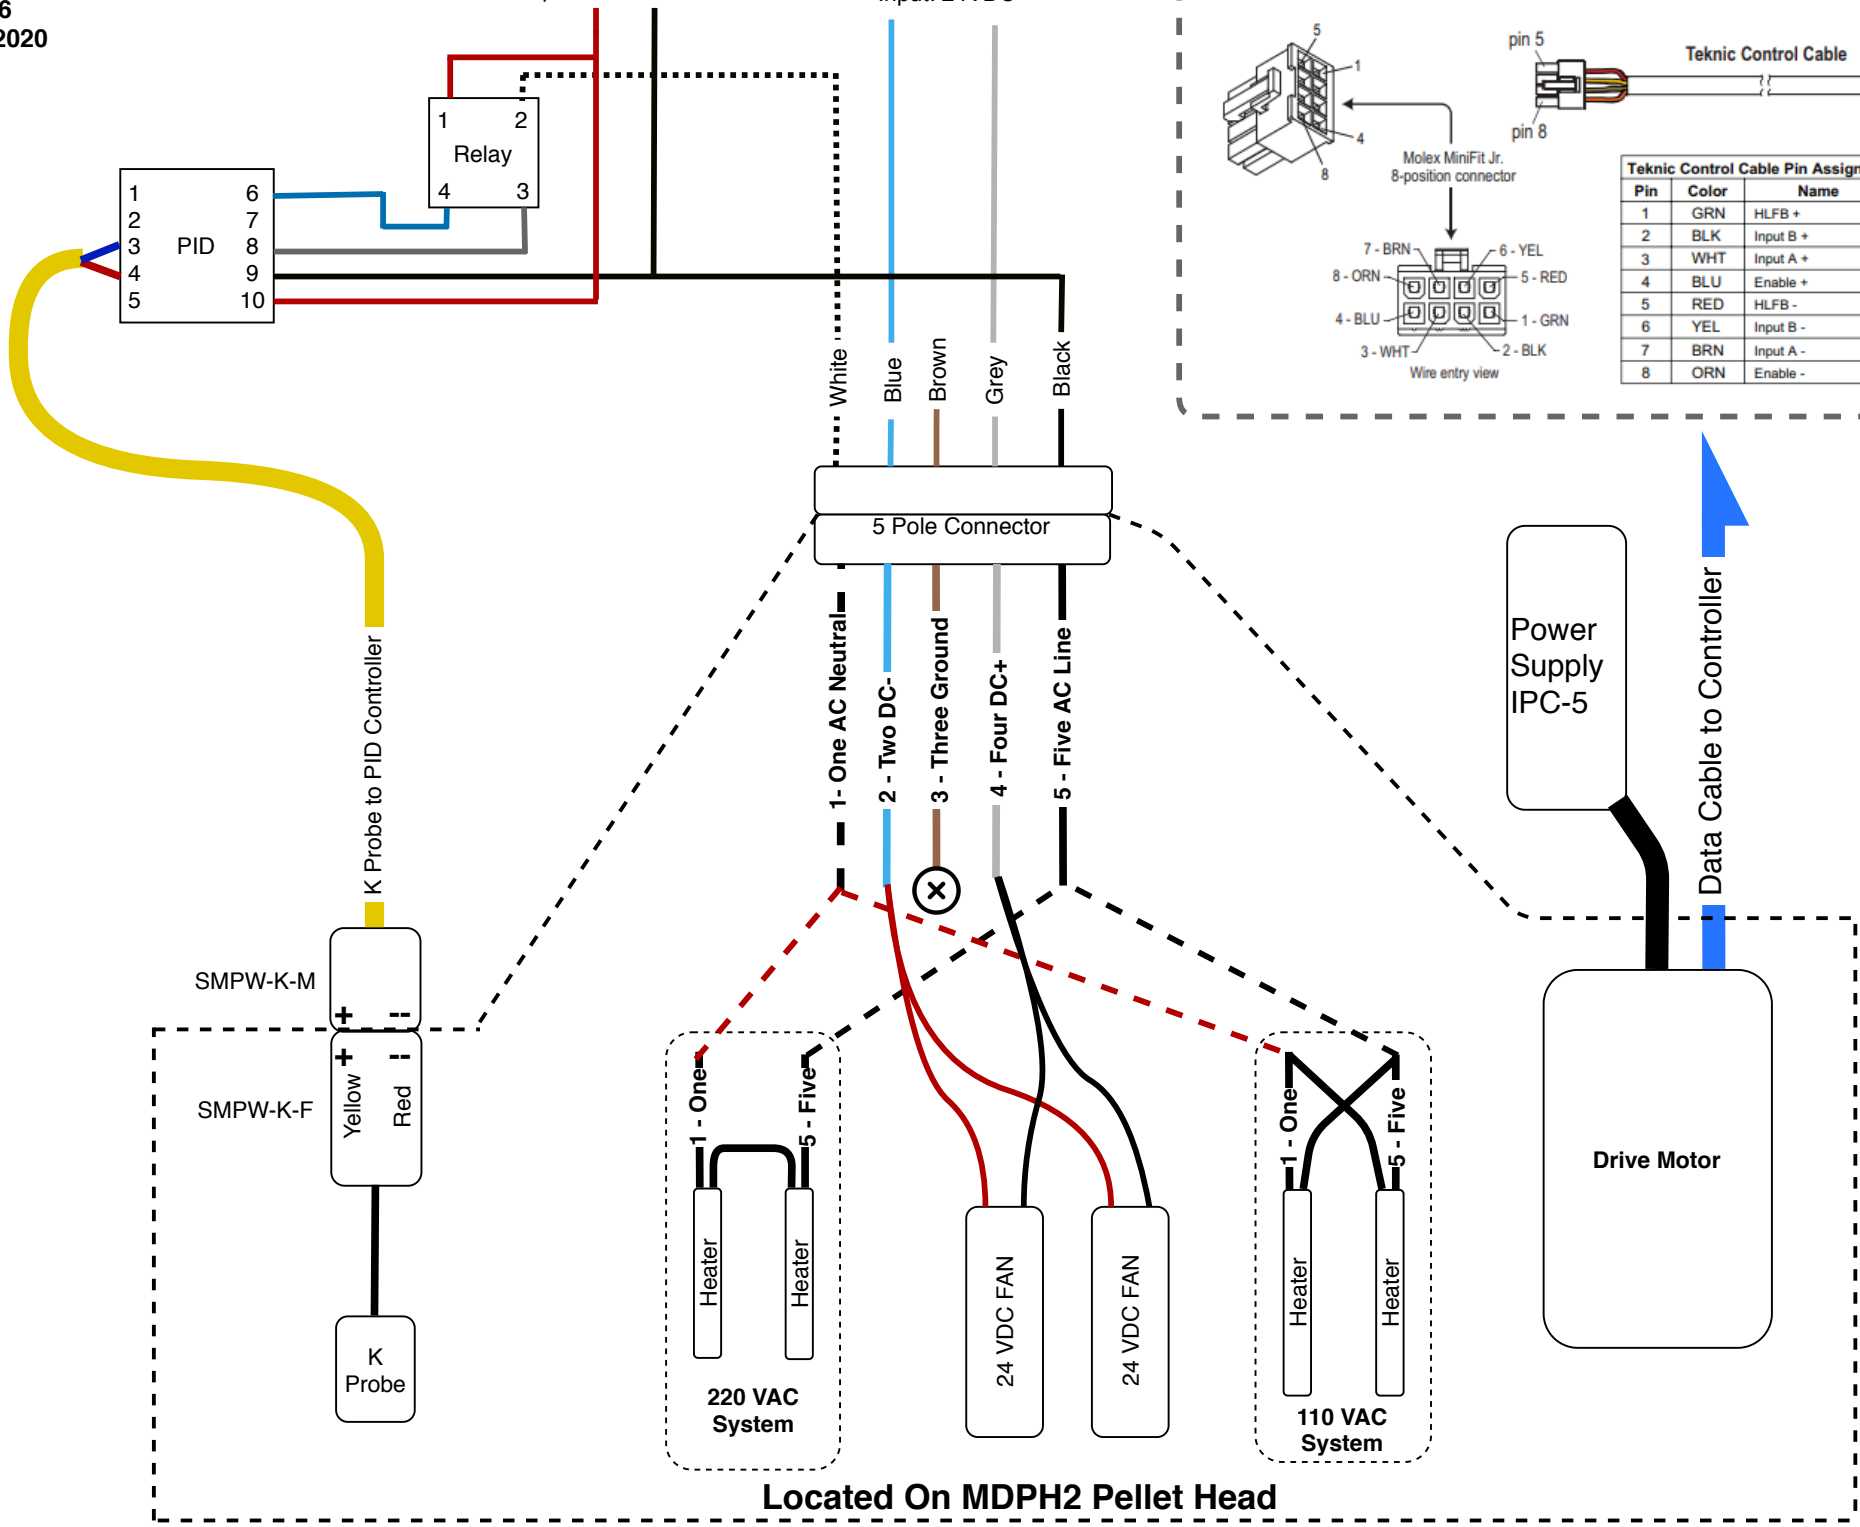 6
2020
Input: 24VDC
1
2
Relay
4
3
1
2
3
4
5
PID
6
7
8
9
10
White
Blue
Brown
Grey
Black
5
1
4
8
Molex MiniFit Jr.
8-position connector
7 - BRN
6 - YEL
8 - ORN
5 - RED
4 - BLU
1 - GRN
3 - WHT
2 - BLK
Wire entry view
pin 5
pin 8
Teknic Control Cable
Teknic Control Cable Pin Assign
Pin Color Name
1 GRN HLFB +
2 BLK Input B +
3 WHT Input A +
4 BLU Enable +
5 RED HLFB -
6 YEL Input B -
7 BRN Input A -
8 ORN Enable -
5 Pole Connector
1- One AC Neutral
2 - Two DC-
3 - Three Ground
4 - Four DC+
5 - Five AC Line
K Probe to PID Controller
Power
Supply
IPC-5
Data Cable to Controller
SMPW-K-M
+ --
+ --
SMPW-K-F
Yellow
Red
K
Probe
1 - One
5 - Five
Heater
Heater
220 VAC
System
24 VDC FAN
24 VDC FAN
1 - One
5 - Five
Heater
Heater
110 VAC
System
Drive Motor
Located On MDPH2 Pellet Head